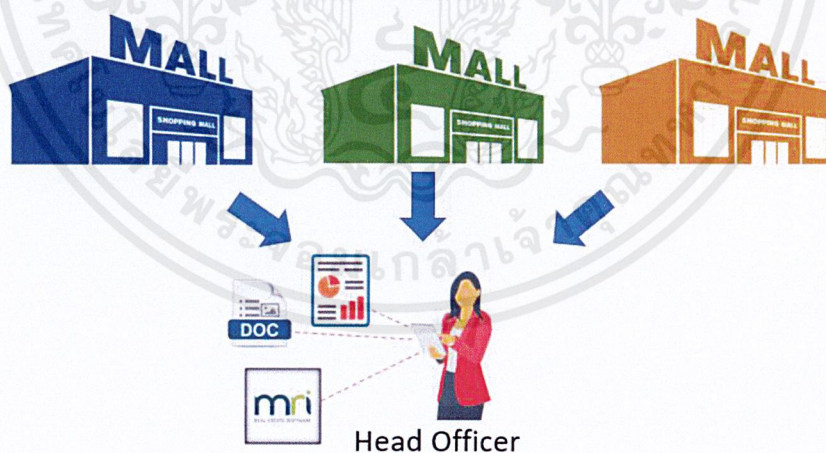 MALL
SHOPPING MALL
MALL
SHOPPING MALL
MALL
SHOPPING MALL
DOC
mri
REAL ESTATE SOFTWARE
Head Officer